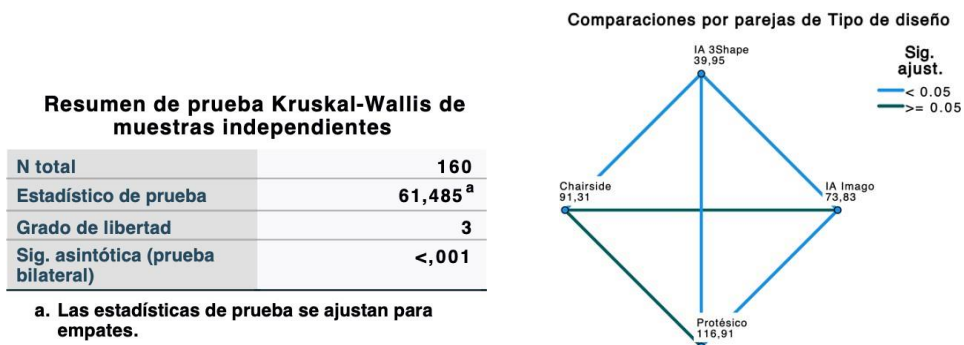 Resumen de prueba Kruskal-Wallis de
muestras independientes
N total 160
Estadístico de prueba 61,485a
Grado de libertad 3
Sig. asintótica (prueba
bilateral) <,001
a. Las estadísticas de prueba se ajustan para
empates.
Comparaciones por parejas de Tipo de diseño
IA 3Shape
39,95
Sig.
ajust.
< 0.05
>= 0.05
Chairside
91,31
IA Imago
73,83
Protésico
116,91